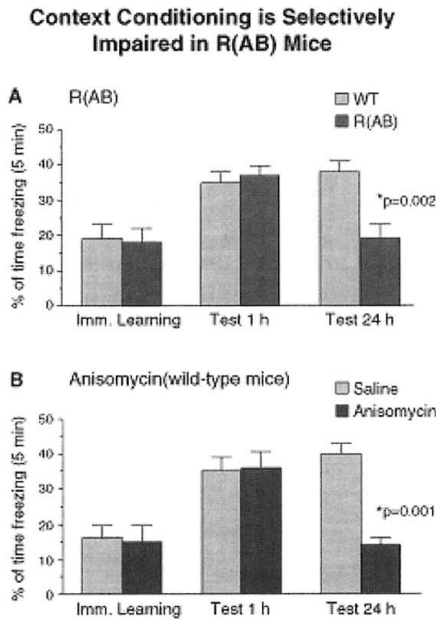 Context Conditioning is Selectively
Impaired in R(AB) Mice
A
R(AB)
WT
R(AB)
% of time freezing (5 min)
50
40
30
20
10
0
*p=0.002
Imm. Learning
Test 1 h
Test 24 h
B
Anisomycin(wild-type mice)
Saline
Anisomycin
% of time freezing (5 min)
50
40
30
20
10
0
*p=0.001
Imm. Learning
Test 1 h
Test 24 h